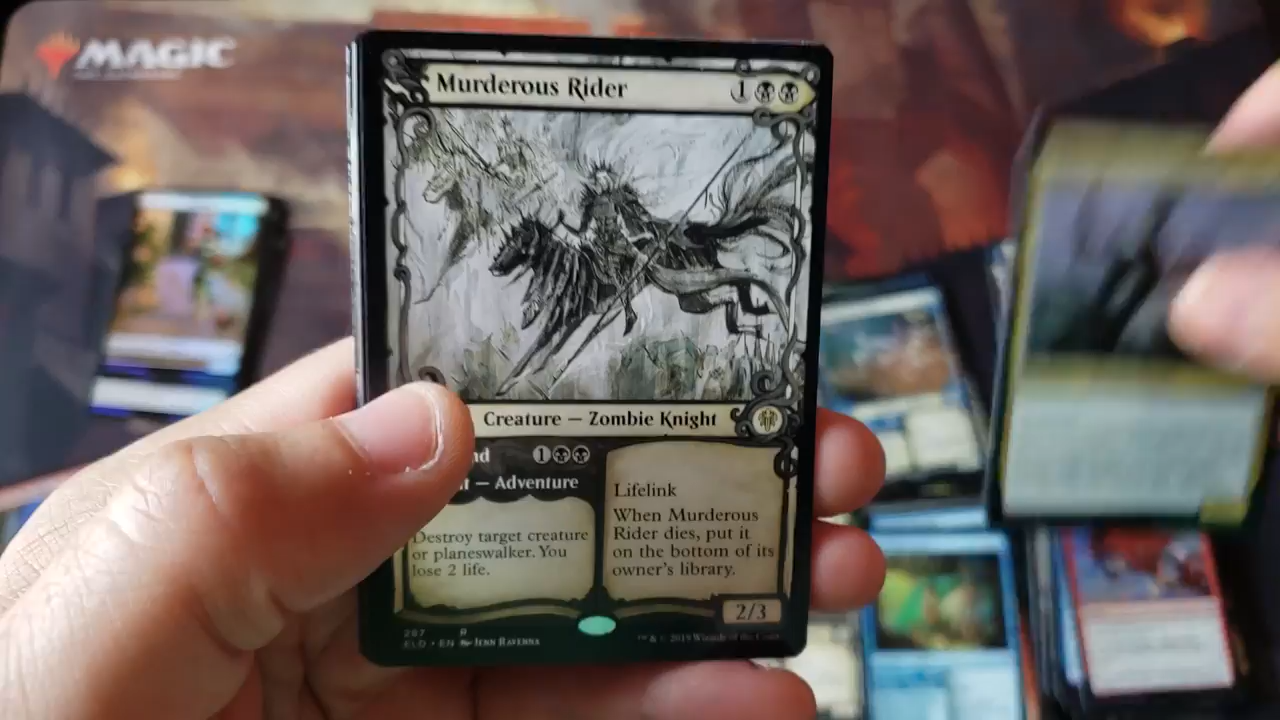 MAGIC
Murderous Rider 1
Creature — Zombie Knight
nd 1
t — Adventure
Destroy target creature
or planeswalker. You
lose 2 life.
Lifelink
When Murderous
Rider dies, put it
on the bottom of its
owner's library.
2/3
287 R
ELD • EN Jenn Ravenna
™ & © 2019 Wizards of the Coast